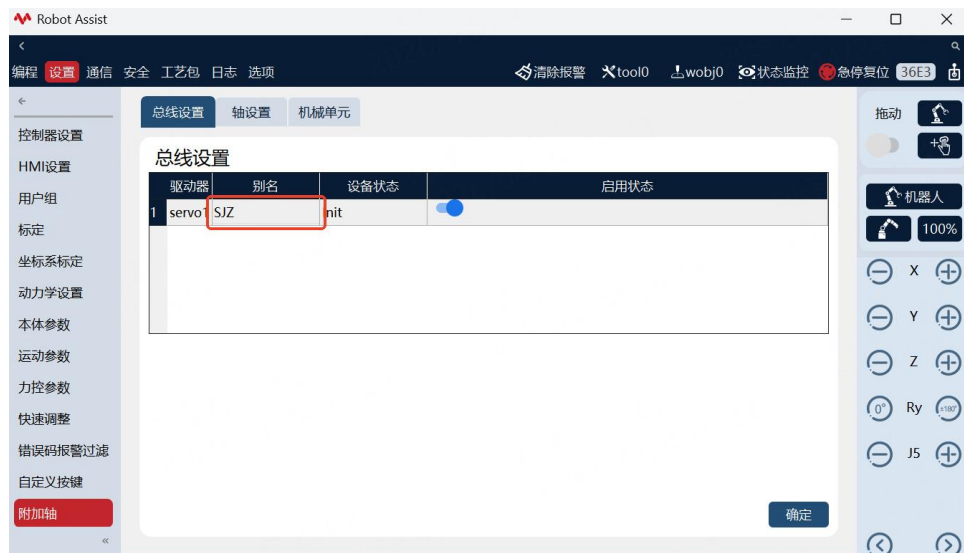 Robot Assist
编程 设置 通信 安全 工艺包 日志 选项 清除报警 tool0 wobj0 状态监控 急停复位 36E3
总线设置 轴设置 机械单元
拖动
控制器设置
HMI设置
用户组
标定
坐标系标定
动力学设置
本体参数
运动参数
力控参数
快速调整
错误码报警过滤
自定义按键
附加轴
总线设置
驱动器 别名 设备状态 启用状态
1 servo1 SJZ init
确定
机器人
100%
X
Y
Z
0° Ry ±180°
J5